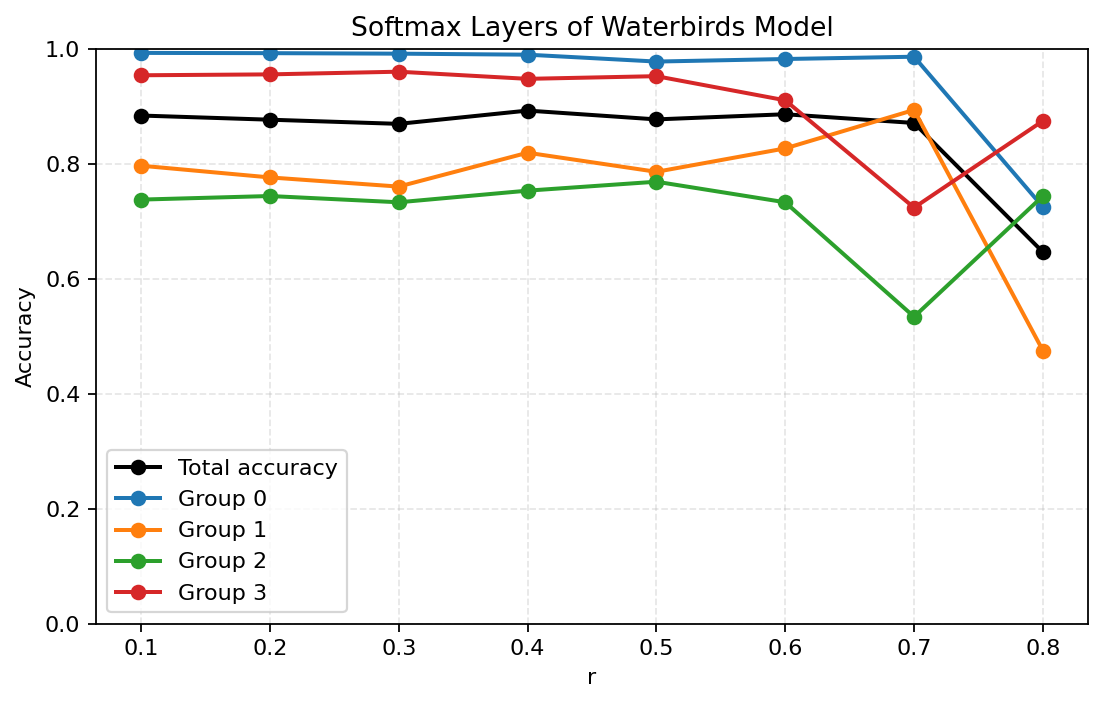 Softmax Layers of Waterbirds Model
1.0
0.8
0.6
0.4
0.2
0.0
Accuracy
Total accuracy
Group 0
Group 1
Group 2
Group 3
0.1 0.2 0.3 0.4 0.5 0.6 0.7 0.8
r